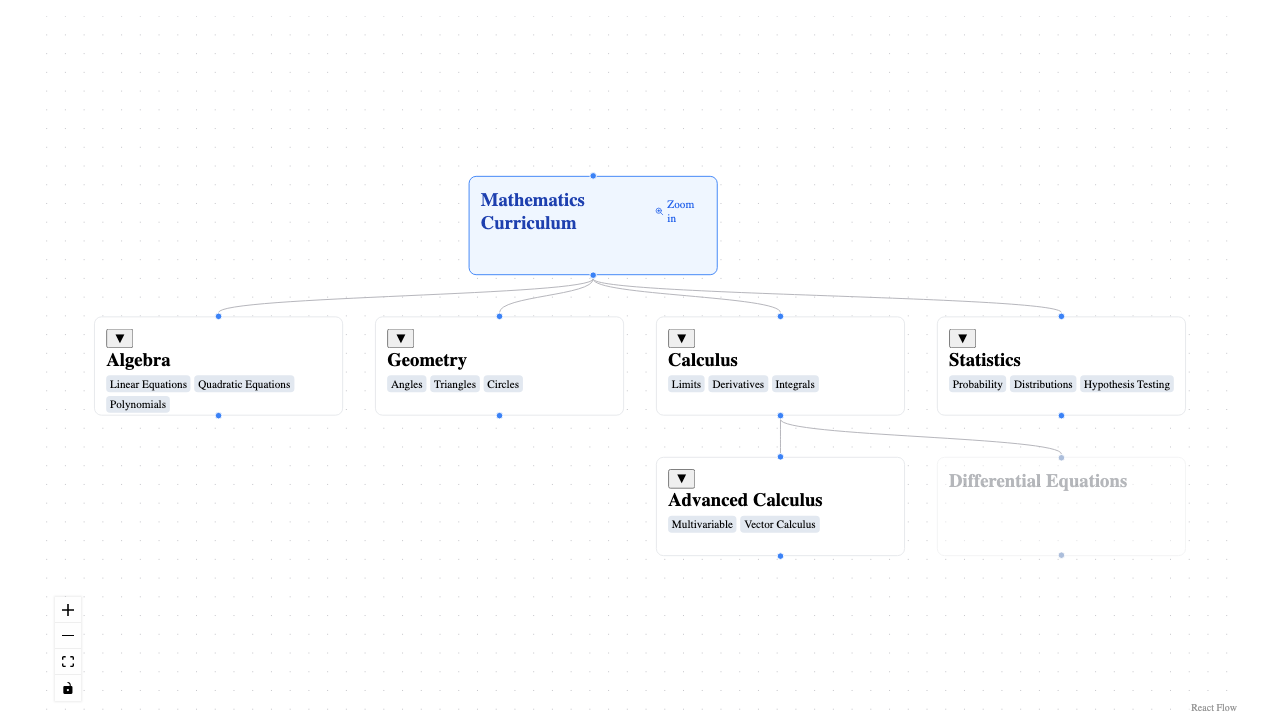 Mathematics
Curriculum
Zoom
in
▼
Algebra
Linear Equations Quadratic Equations
Polynomials
▼
Geometry
Angles Triangles Circles
▼
Calculus
Limits Derivatives Integrals
▼
Statistics
Probability Distributions Hypothesis Testing
▼
Advanced Calculus
Multivariable Vector Calculus
Differential Equations
React Flow